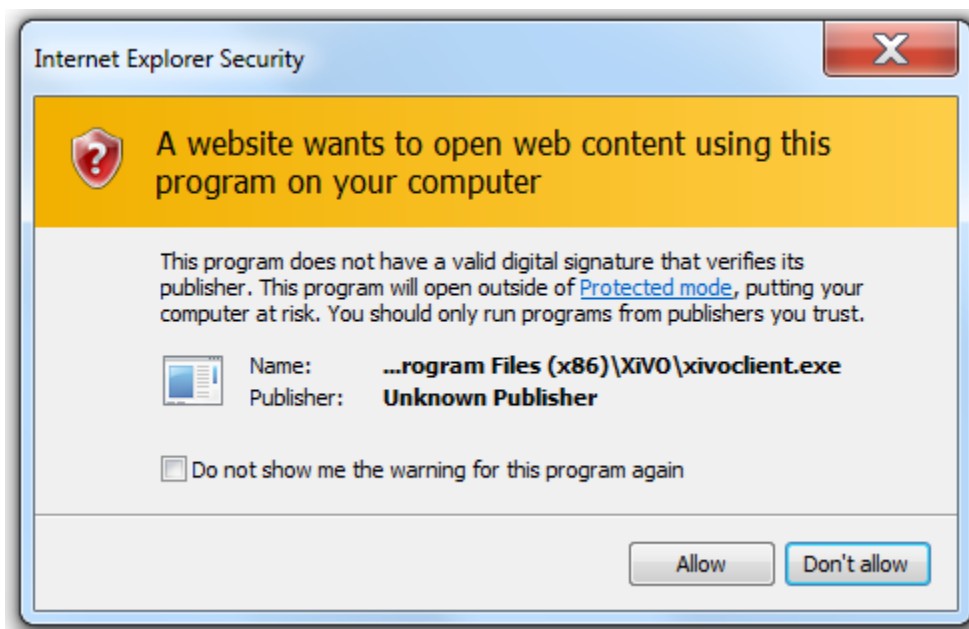 Internet Explorer Security
A website wants to open web content using this
program on your computer
This program does not have a valid digital signature that verifies its
publisher. This program will open outside of Protected mode, putting your
computer at risk. You should only run programs from publishers you trust.
Name: ...rogram Files (x86)\XiVO\xivoclient.exe
Publisher: Unknown Publisher
Do not show me the warning for this program again
Allow Don't allow